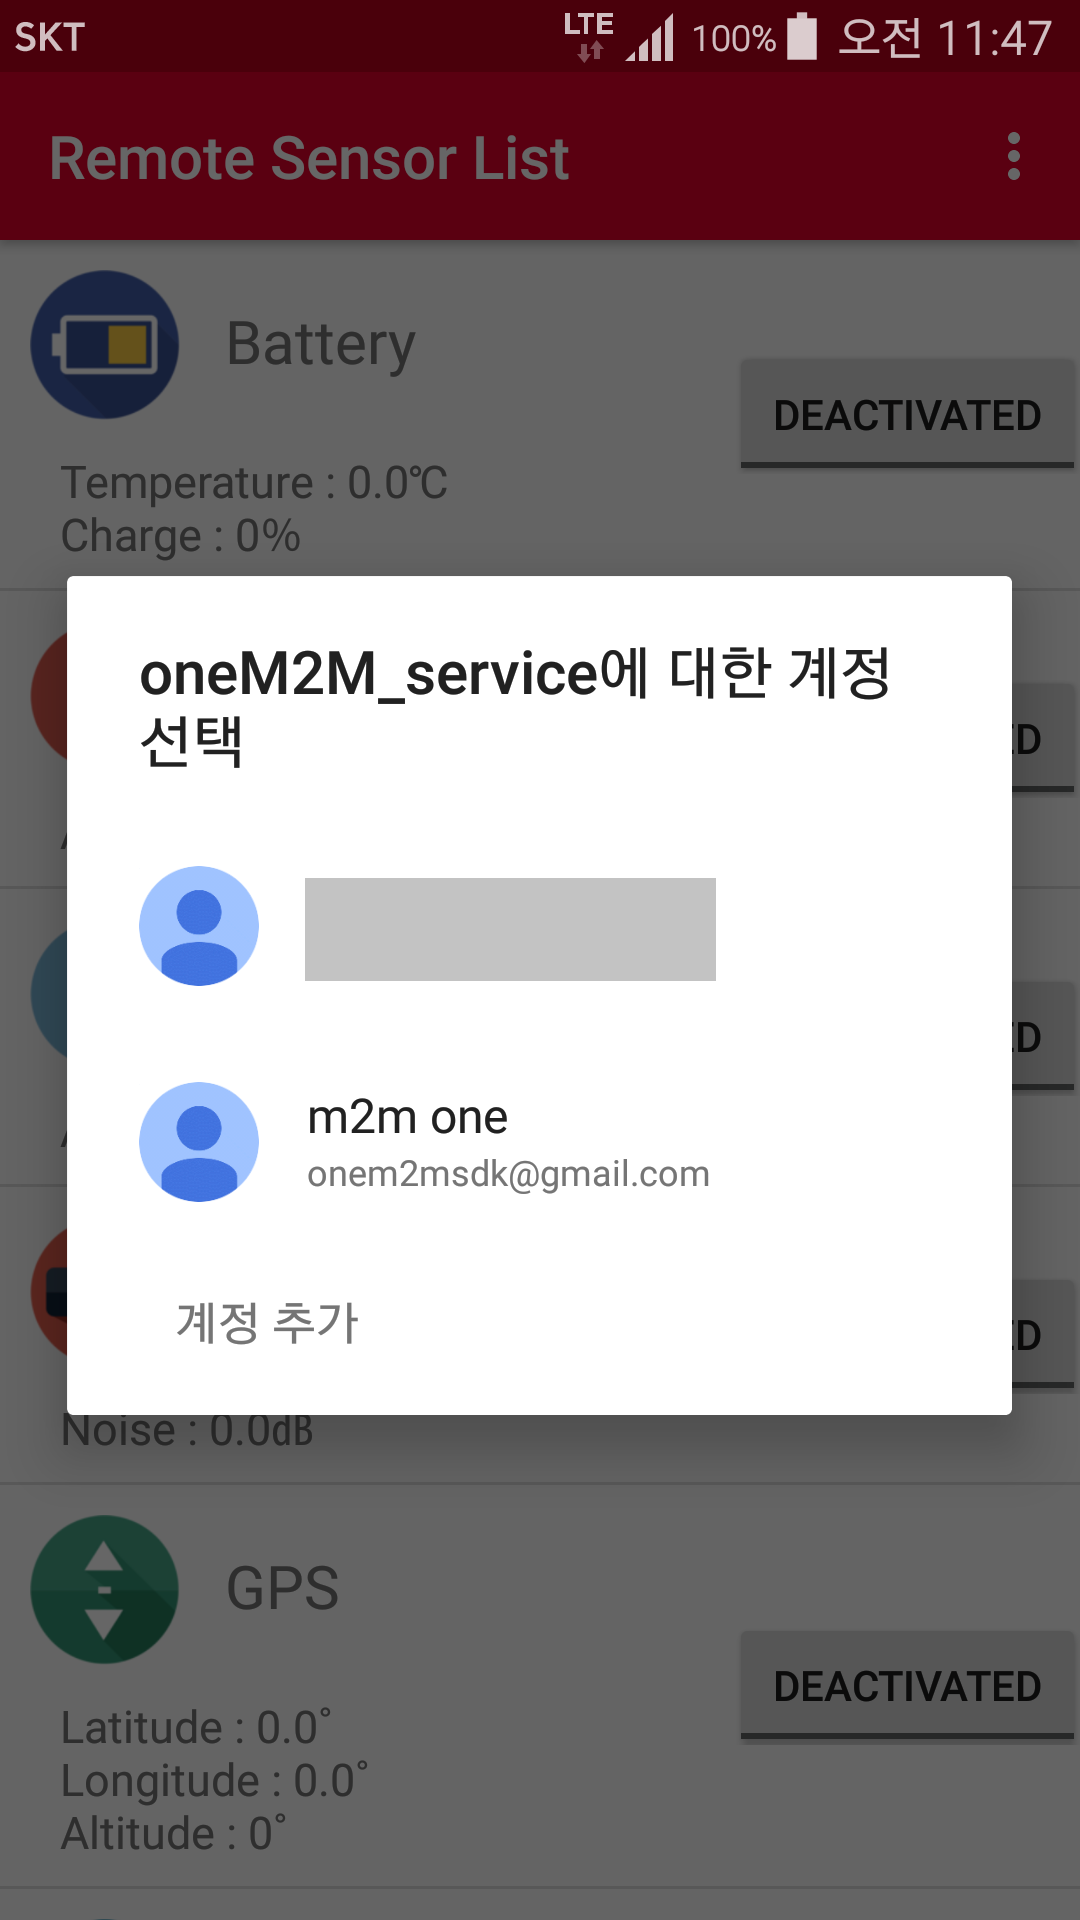 SKT LTE 100% 오전 11:47
Remote Sensor List
Battery
DEACTIVATED
Temperature : 0.0℃
Charge : 0%
oneM2M_service에 대한 계정
선택
m2m one
onem2msdk@gmail.com
계정 추가
Noise : 0.0dB
GPS
DEACTIVATED
Latitude : 0.0˚
Longitude : 0.0˚
Altitude : 0˚